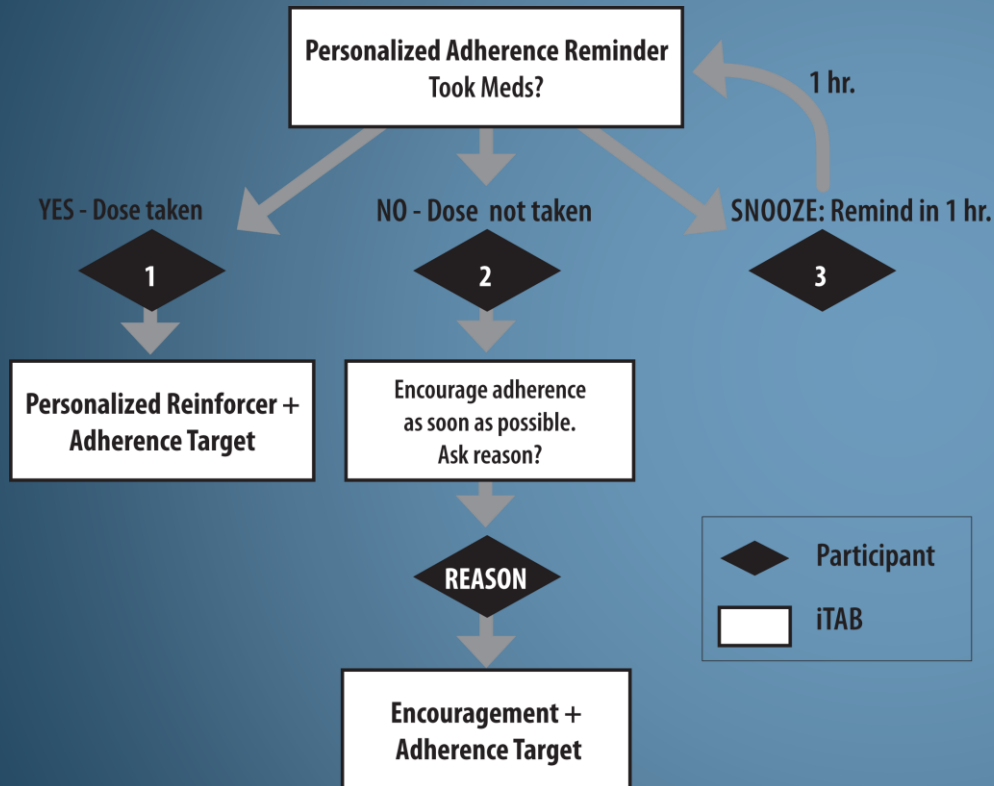 Personalized Adherence Reminder
Took Meds?
1 hr.
YES - Dose taken
NO - Dose not taken
SNOOZE: Remind in 1 hr.
1
2
3
Personalized Reinforcer +
Adherence Target
Encourage adherence
as soon as possible.
Ask reason?
REASON
Participant
iTAB
Encouragement +
Adherence Target